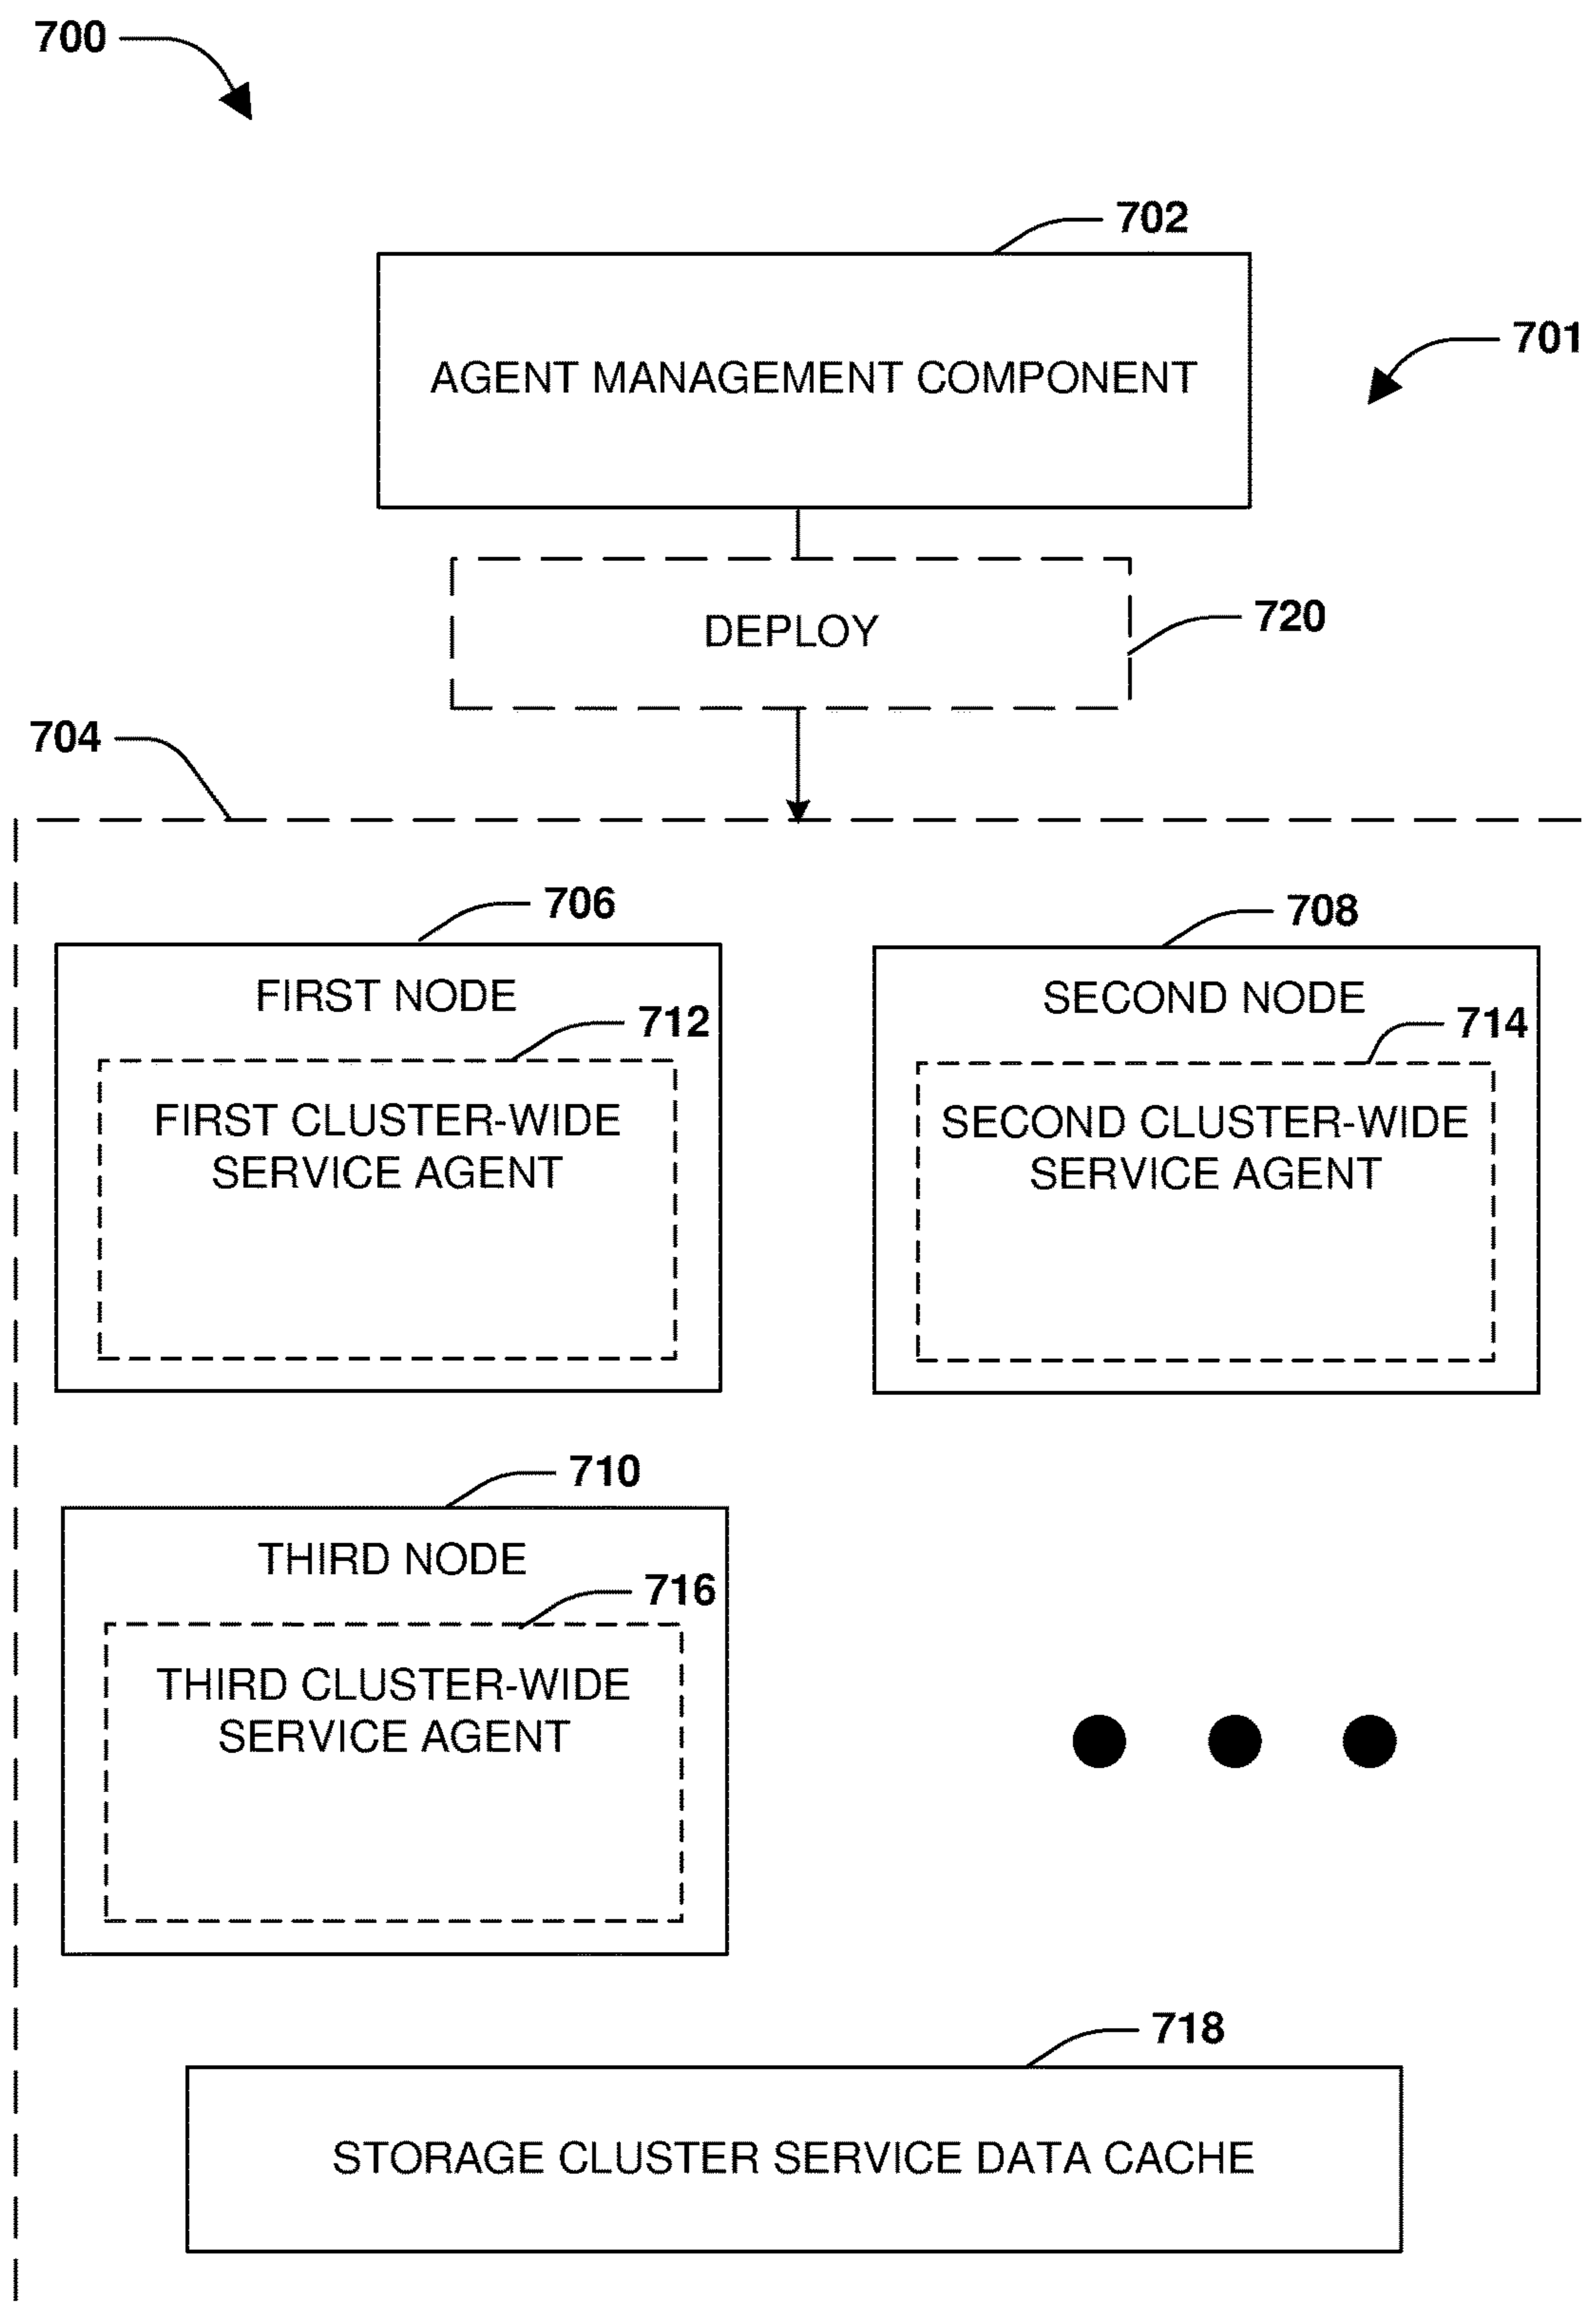 700
702
701
AGENT MANAGEMENT COMPONENT
DEPLOY
720
704
706
708
FIRST NODE
SECOND NODE
712
714
FIRST CLUSTER-WIDE
SERVICE AGENT
SECOND CLUSTER-WIDE
SERVICE AGENT
710
THIRD NODE
716
THIRD CLUSTER-WIDE
SERVICE AGENT
718
STORAGE CLUSTER SERVICE DATA CACHE